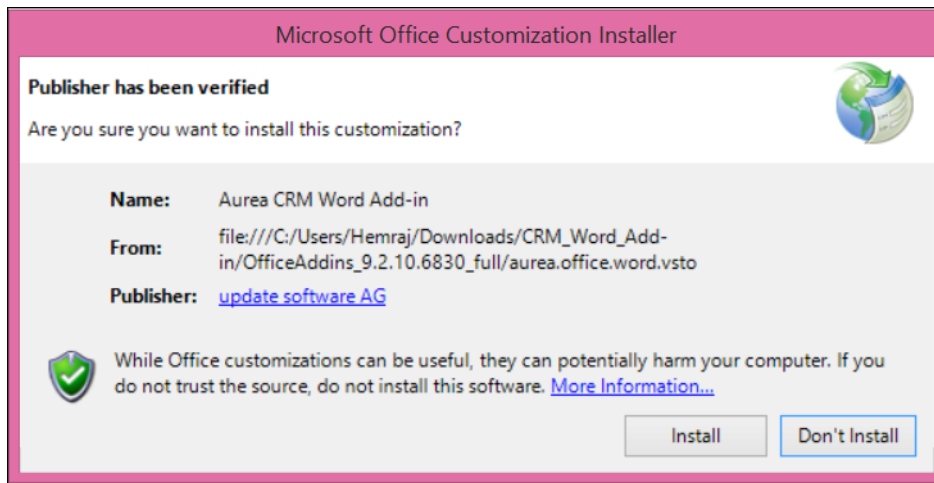 Microsoft Office Customization Installer
Publisher has been verified
Are you sure you want to install this customization?
Name: Aurea CRM Word Add-in
From: file:///C:/Users/Hemraj/Downloads/CRM_Word_Add-
in/OfficeAddins_9.2.10.6830_full/aurea.office.word.vsto
Publisher: update software AG
While Office customizations can be useful, they can potentially harm your computer. If you
do not trust the source, do not install this software. More Information...
Install Don't Install